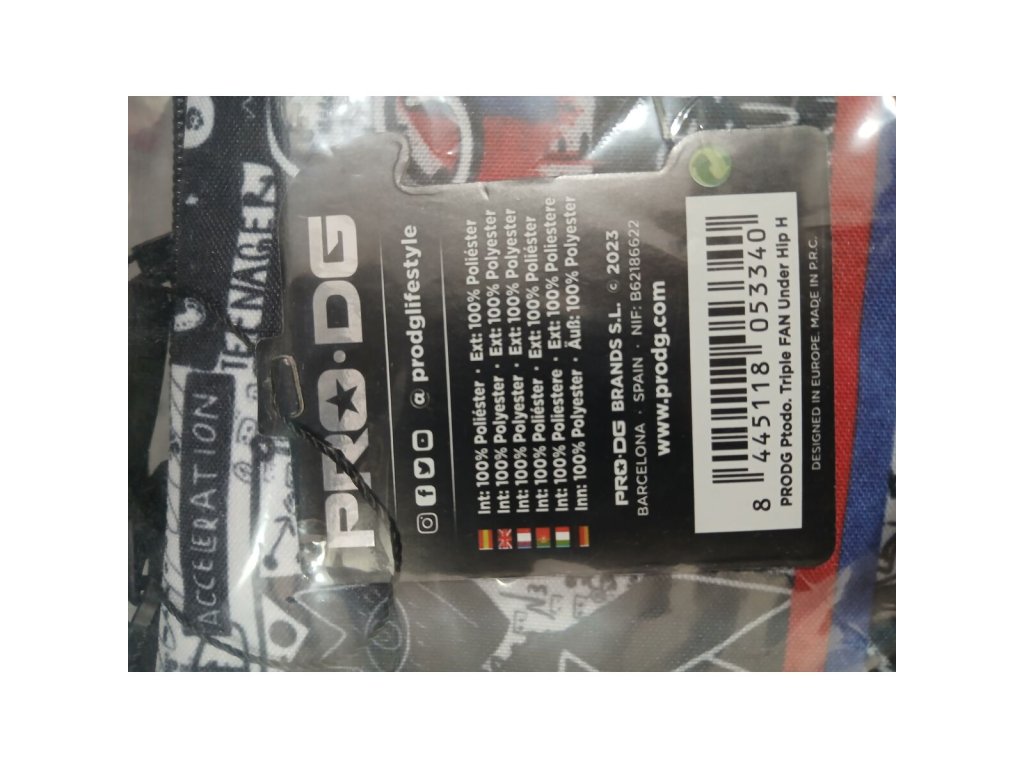 PRO·DG
@ prodglifestyle
Int: 100% Poliéster · Ext: 100% Poliéster
Int: 100% Polyester · Ext: 100% Polyester
Int: 100% Polyester · Ext: 100% Polyester
Int: 100% Poliéster · Ext: 100% Poliéster
Int: 100% Poliestere · Ext: 100% Poliestere
Inn: 100% Polyester · Äuß: 100% Polyester
PRO·DG BRANDS S.L. © 2023
BARCELONA · SPAIN · NIF: B62186622
www.prodg.com
8 445118 053340
PRODG Ptodo. Triple FAN Under Hip H
DESIGNED IN EUROPE. MADE IN P.R.C.
ACCELERATION